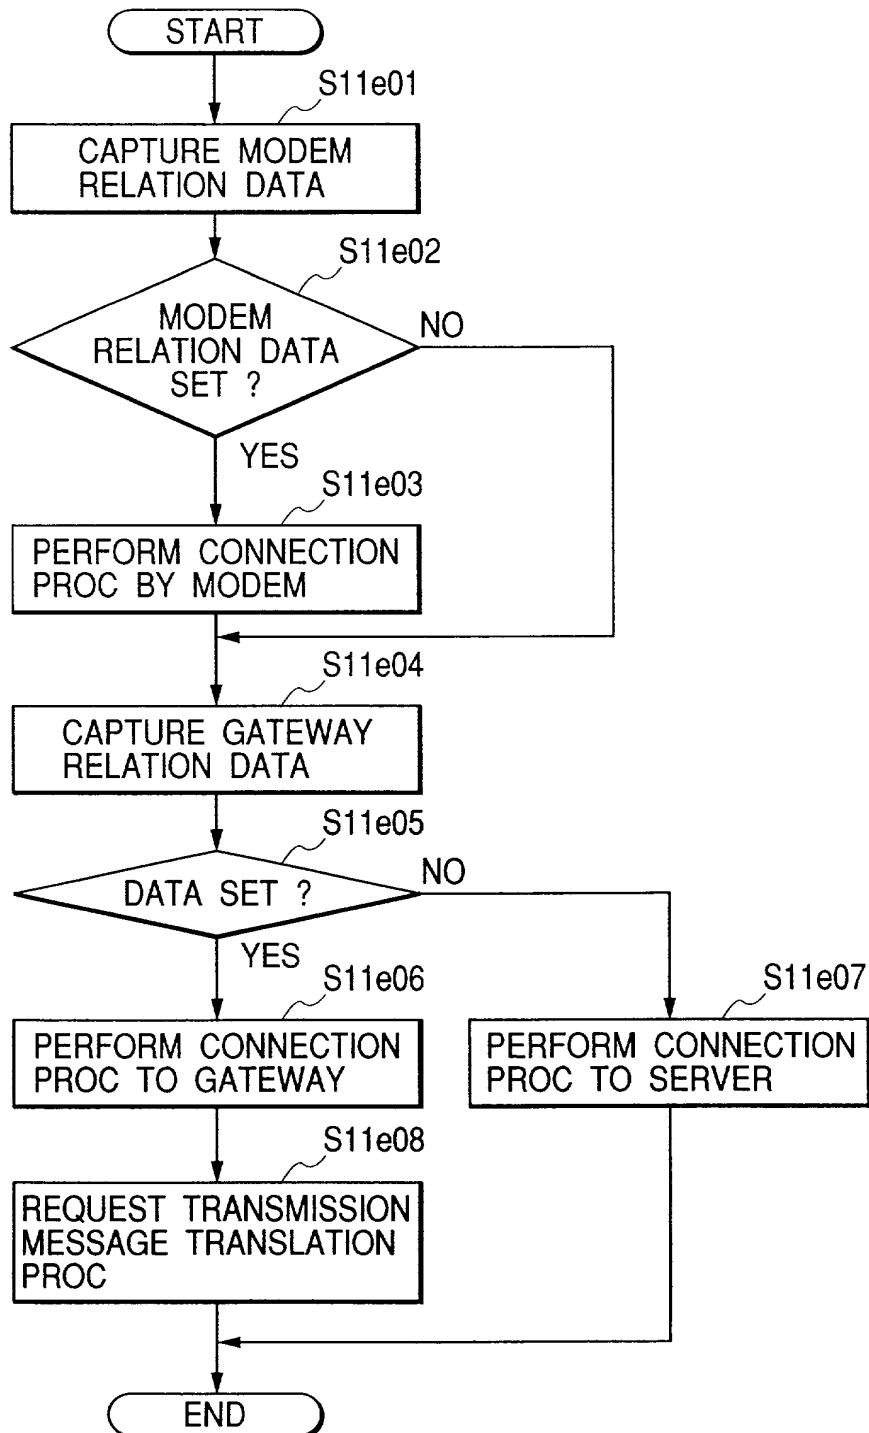 START
S11e01
CAPTURE MODEM
RELATION DATA
S11e02
MODEM
RELATION DATA
SET ?
NO
YES
S11e03
PERFORM CONNECTION
PROC BY MODEM
S11e04
CAPTURE GATEWAY
RELATION DATA
S11e05
DATA SET ?
NO
YES
S11e06
PERFORM CONNECTION
PROC TO GATEWAY
S11e07
PERFORM CONNECTION
PROC TO SERVER
S11e08
REQUEST TRANSMISSION
MESSAGE TRANSLATION
PROC
END